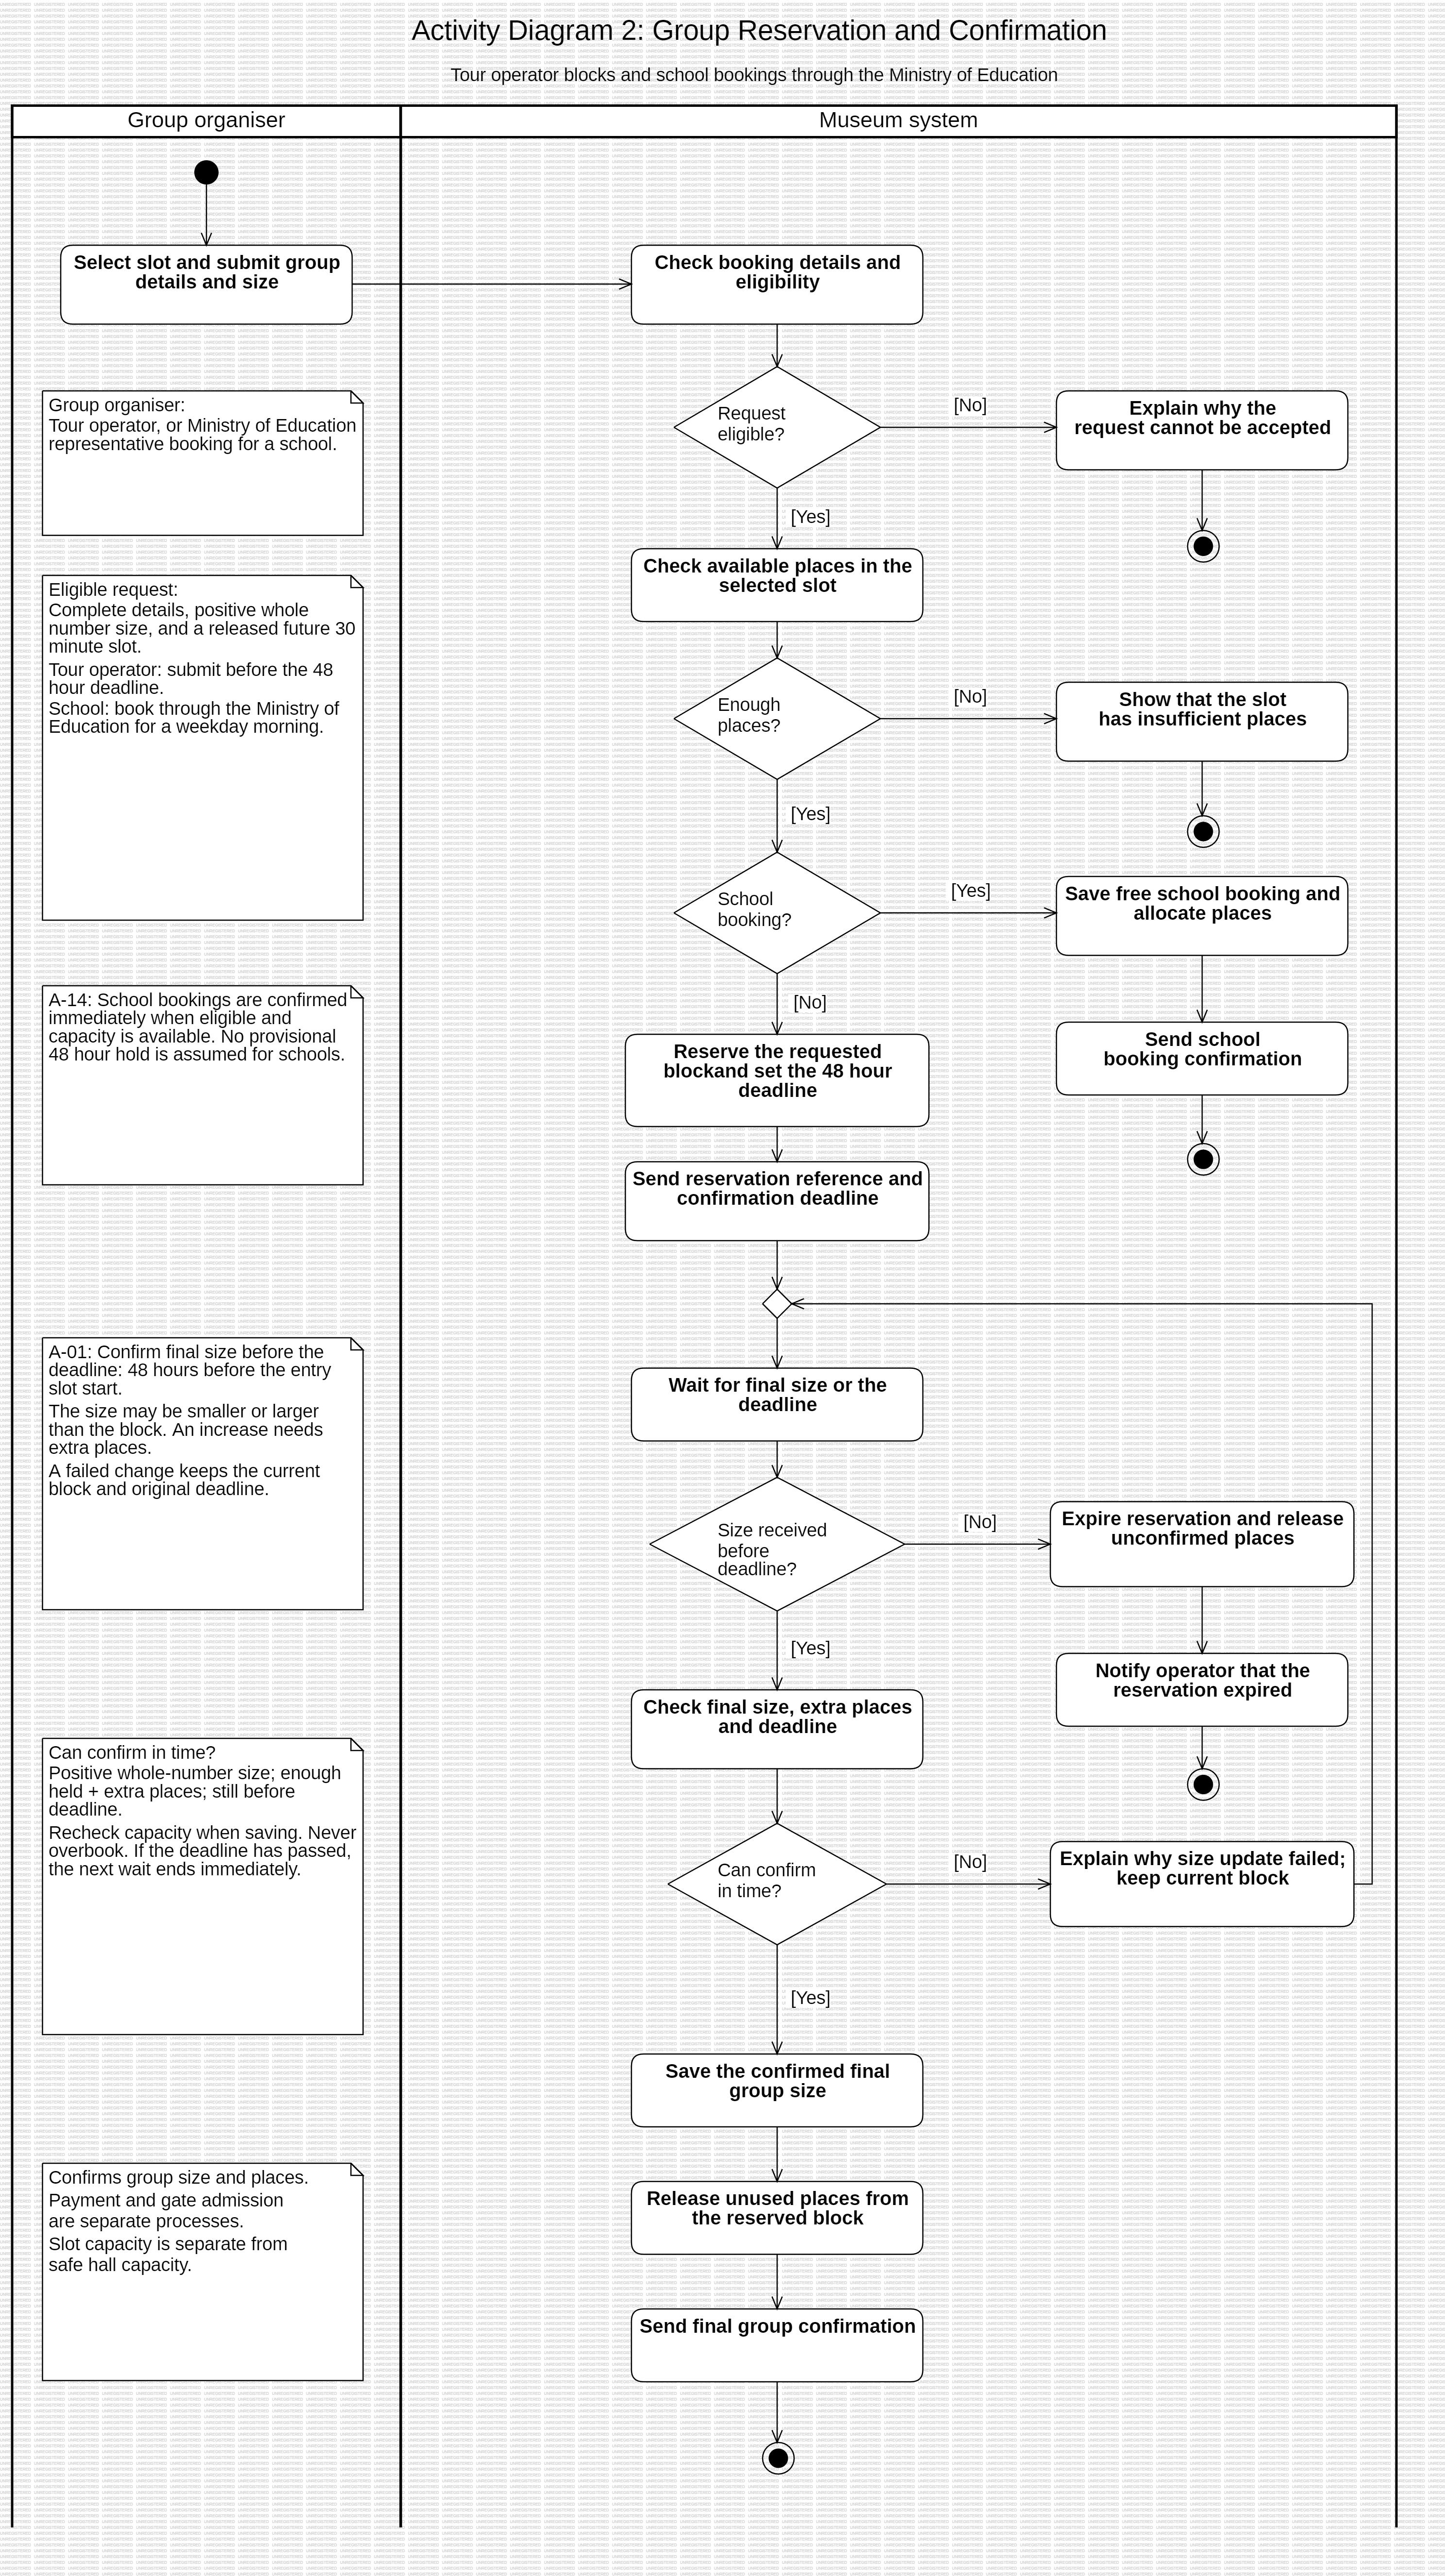 Activity Diagram 2: Group Reservation and Confirmation
Tour operator blocks and school bookings through the Ministry of Education
Group organiser
Museum system
Select slot and submit group
details and size
Check booking details and
eligibility
Group organiser:
Tour operator, or Ministry of Education
representative booking for a school.
Request
eligible?
[No]
Explain why the
request cannot be accepted
[Yes]
Check available places in the
selected slot
Eligible request:
Complete details, positive whole
number size, and a released future 30
minute slot.
Tour operator: submit before the 48
hour deadline.
School: book through the Ministry of
Education for a weekday morning.
Enough
places?
[No]
Show that the slot
has insufficient places
[Yes]
School
booking?
[Yes]
Save free school booking and
allocate places
[No]
A-14: School bookings are confirmed
immediately when eligible and
capacity is available. No provisional
48 hour hold is assumed for schools.
Reserve the requested
blockand set the 48 hour
deadline
Send school
booking confirmation
Send reservation reference and
confirmation deadline
A-01: Confirm final size before the
deadline: 48 hours before the entry
slot start.
The size may be smaller or larger
than the block. An increase needs
extra places.
A failed change keeps the current
block and original deadline.
Wait for final size or the
deadline
Size received
before
deadline?
[No]
Expire reservation and release
unconfirmed places
[Yes]
Notify operator that the
reservation expired
Check final size, extra places
and deadline
Can confirm in time?
Positive whole-number size; enough
held + extra places; still before
deadline.
Recheck capacity when saving. Never
overbook. If the deadline has passed,
the next wait ends immediately.
Can confirm
in time?
[No]
Explain why size update failed;
keep current block
[Yes]
Save the confirmed final
group size
Confirms group size and places.
Payment and gate admission
are separate processes.
Slot capacity is separate from
safe hall capacity.
Release unused places from
the reserved block
Send final group confirmation